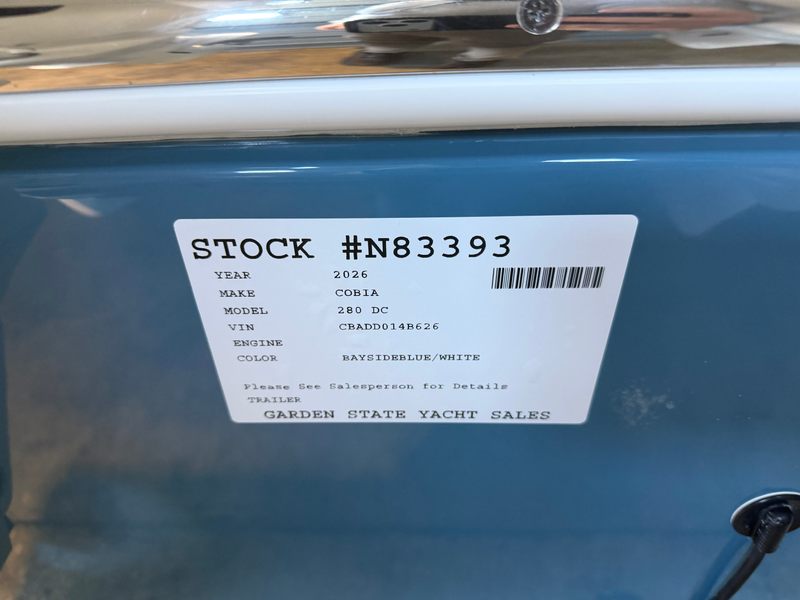 STOCK #N83393
YEAR 2026
MAKE COBIA
MODEL 280 DC
VIN CBADD014B626
ENGINE
COLOR BAYSIDEBLUE/WHITE
Please See Salesperson for Details
TRAILER
GARDEN STATE YACHT SALES